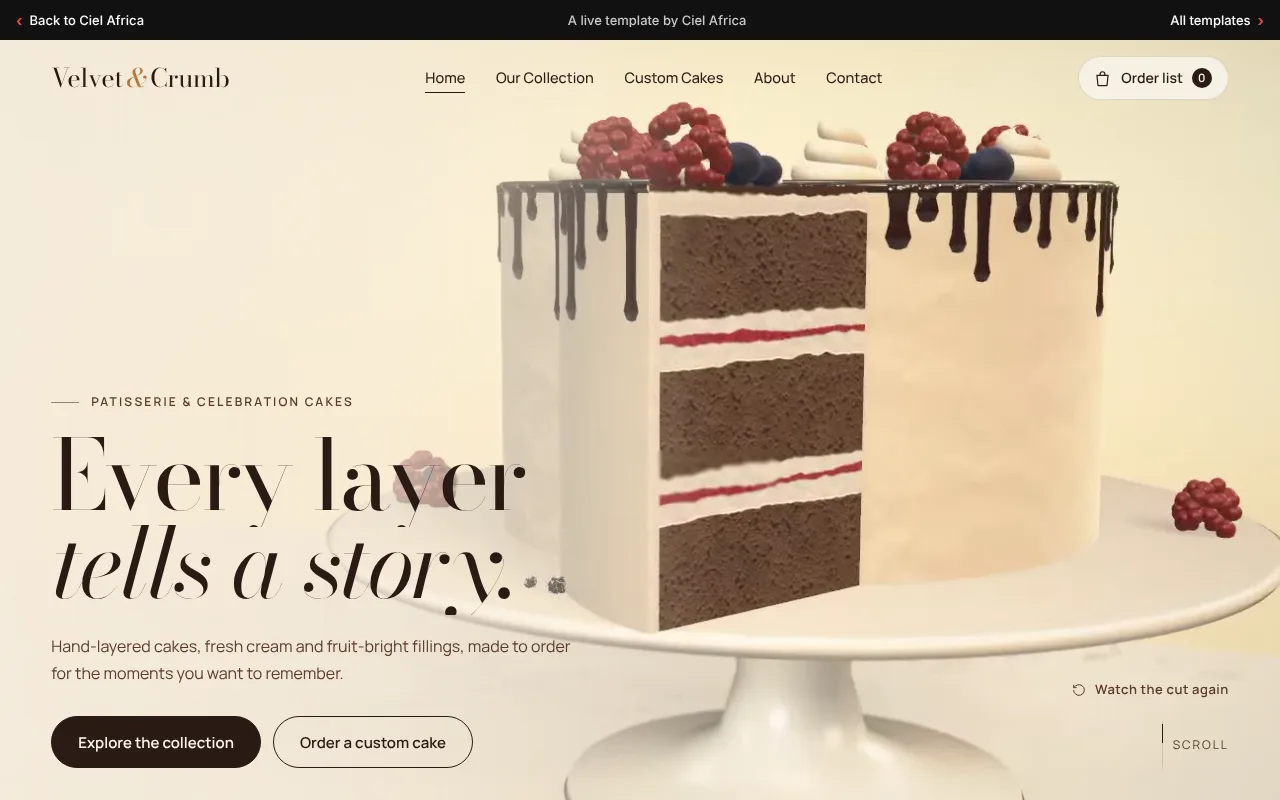 Back to Ciel Africa
A live template by Ciel Africa
All templates
Velvet & Crumb
Home
Our Collection
Custom Cakes
About
Contact
Order list 0
PATISSERIE & CELEBRATION CAKES
Every layer
tells a story.
Hand-layered cakes, fresh cream and fruit-bright fillings, made to order
for the moments you want to remember.
Watch the cut again
Explore the collection
Order a custom cake
SCROLL